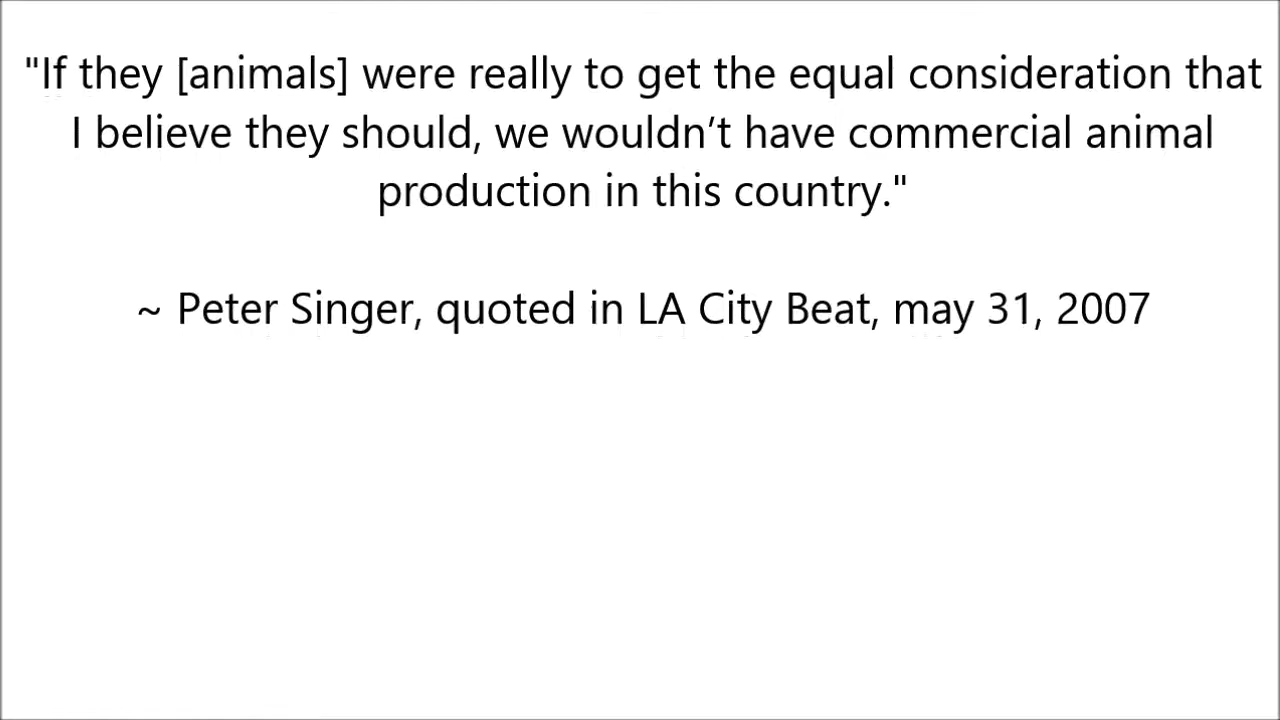 "If they [animals] were really to get the equal consideration that
I believe they should, we wouldn’t have commercial animal
production in this country."
~ Peter Singer, quoted in LA City Beat, may 31, 2007